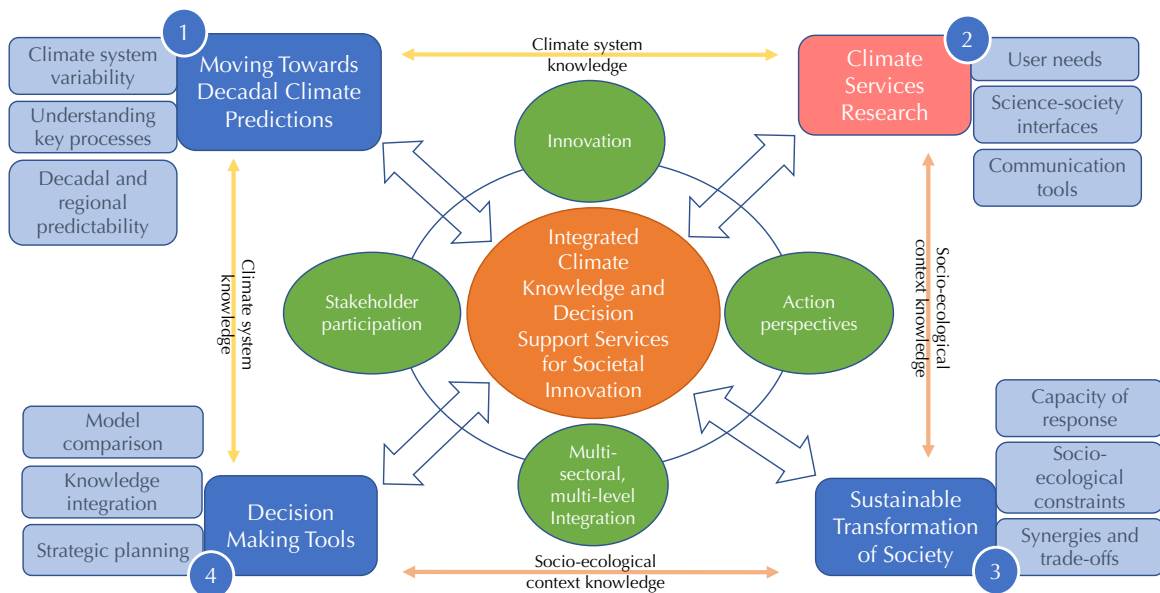 1
Climate system
variability
Understanding
key processes
Decadal and
regional
predictability
Moving Towards
Decadal Climate
Predictions
Climate system
knowledge
2
Climate
Services
Research
User needs
Science-society
interfaces
Communication
tools
Innovation
Climate system
knowledge
Stakeholder
participation
Integrated
Climate
Knowledge and
Decision
Support Services
for Societal
Innovation
Action
perspectives
Socio-ecological
context knowledge
Model
comparison
Knowledge
integration
Strategic planning
Decision
Making Tools
4
Multi-
sectoral,
multi-level
Integration
Socio-ecological
context knowledge
Sustainable
Transformation
of Society
3
Capacity of
response
Socio-
ecological
constraints
Synergies and
trade-offs